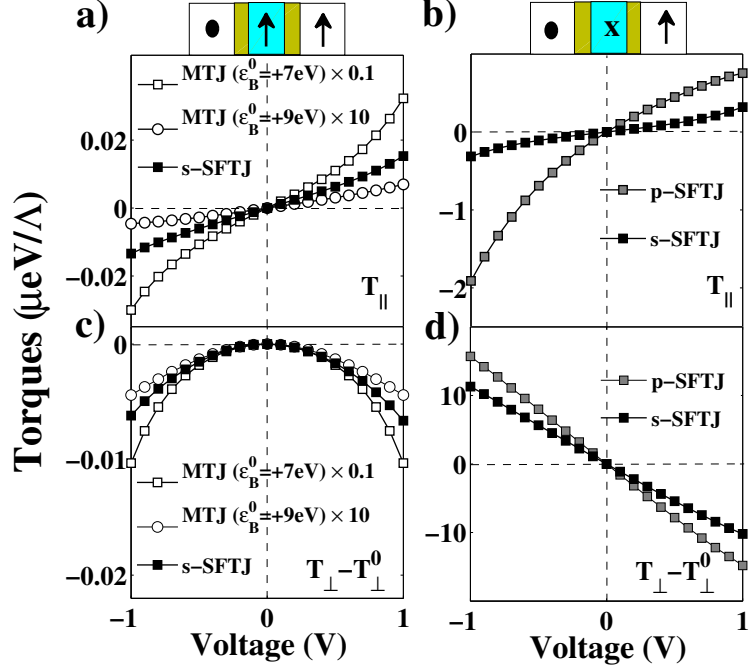 a)
MTJ (ε_B^0=+7eV) × 0.1
MTJ (ε_B^0=+9eV) × 10
s−SFTJ
0.02
0
−0.02
T_||
b)
x
0
−1
−2
p−SFTJ
s−SFTJ
T_||
Torques (μeV/Λ)
c)
0
−0.01
−0.02
MTJ (ε_B^0=+7eV) × 0.1
MTJ (ε_B^0=+9eV) × 10
s−SFTJ
T_⊥−T_⊥^0
−1 0 1
Voltage (V)
d)
10
0
−10
p−SFTJ
s−SFTJ
T_⊥−T_⊥^0
−1 0 1
Voltage (V)